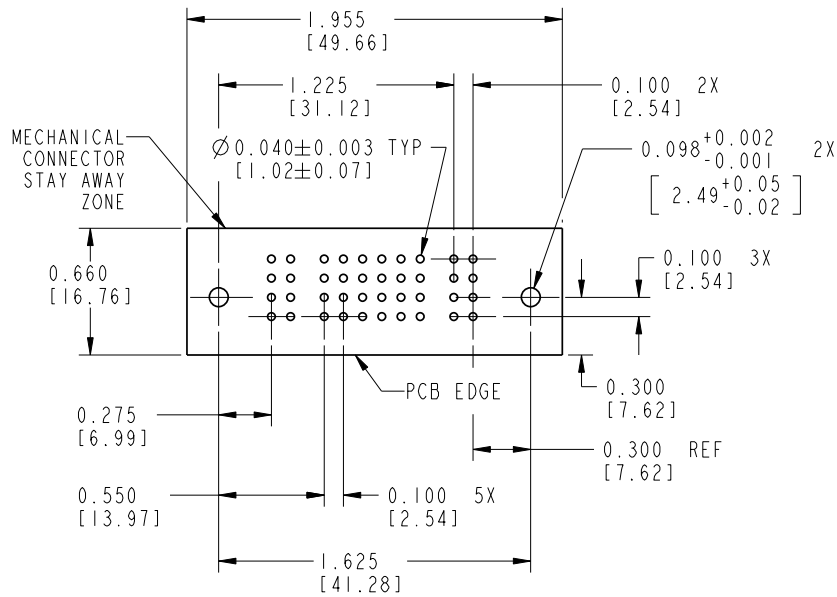 1.955
[49.66]
1.225
[31.12]
0.100 2X
[2.54]
MECHANICAL
CONNECTOR
STAY AWAY
ZONE
Ø 0.040±0.003 TYP
[1.02±0.07]
0.098 +0.002 -0.001 2X
[2.49 +0.05 -0.02]
0.660
[16.76]
0.100 3X
[2.54]
PCB EDGE
0.300
[7.62]
0.275
[6.99]
0.300 REF
[7.62]
0.550
[13.97]
0.100 5X
[2.54]
1.625
[41.28]